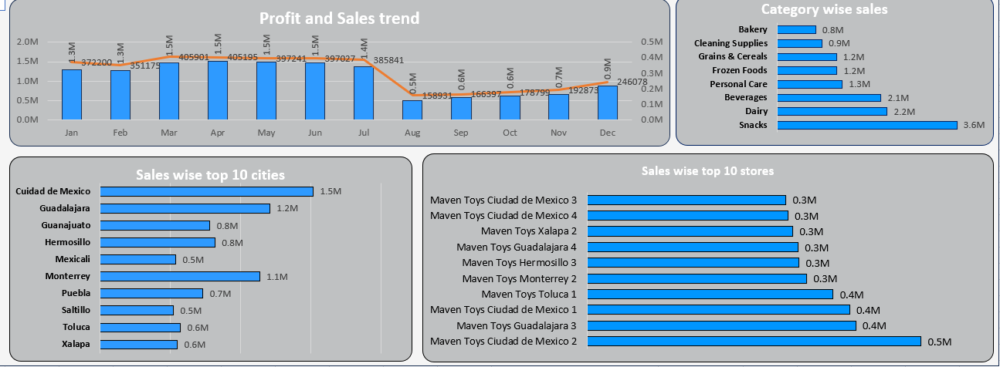 Profit and Sales trend
2.0M
1.5M
1.0M
0.5M
0.0M
0.5M
0.4M
0.3M
0.2M
0.1M
0.0M
1.3M
1.3M
1.5M
1.5M
1.5M
1.5M
1.4M
0.5M
0.6M
0.6M
0.7M
0.9M
372200
351175
405901
405195
397241
397027
385841
158931
166397
178799
192873
246078
Jan Feb Mar Apr May Jun Jul Aug Sep Oct Nov Dec
Category wise sales
Bakery 0.8M
Cleaning Supplies 0.9M
Grains & Cereals 1.2M
Frozen Foods 1.2M
Personal Care 1.3M
Beverages 2.1M
Dairy 2.2M
Snacks 3.6M
Sales wise top 10 cities
Cuidad de Mexico 1.5M
Guadalajara 1.2M
Guanajuato 0.8M
Hermosillo 0.8M
Mexicali 0.5M
Monterrey 1.1M
Puebla 0.7M
Saltillo 0.5M
Toluca 0.6M
Xalapa 0.6M
Sales wise top 10 stores
Maven Toys Ciudad de Mexico 3 0.3M
Maven Toys Ciudad de Mexico 4 0.3M
Maven Toys Xalapa 2 0.3M
Maven Toys Guadalajara 4 0.3M
Maven Toys Hermosillo 3 0.3M
Maven Toys Monterrey 2 0.3M
Maven Toys Toluca 1 0.4M
Maven Toys Ciudad de Mexico 1 0.4M
Maven Toys Guadalajara 3 0.4M
Maven Toys Ciudad de Mexico 2 0.5M